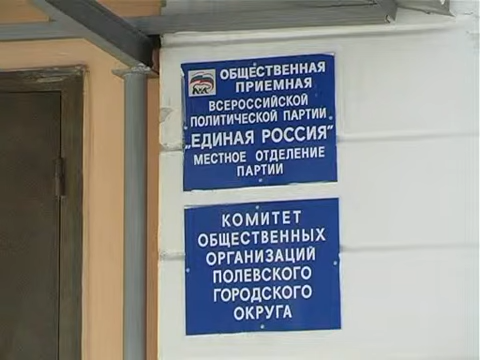 ОБЩЕСТВЕННАЯ
ПРИЕМНАЯ
ВСЕРОССИЙСКОЙ
ПОЛИТИЧЕСКОЙ ПАРТИИ
„ЕДИНАЯ РОССИЯ"
МЕСТНОЕ ОТДЕЛЕНИЕ
ПАРТИИ
КОМИТЕТ
ОБЩЕСТВЕННЫХ
ОРГАНИЗАЦИЙ
ПОЛЕВСКОГО
ГОРОДСКОГО
ОКРУГА